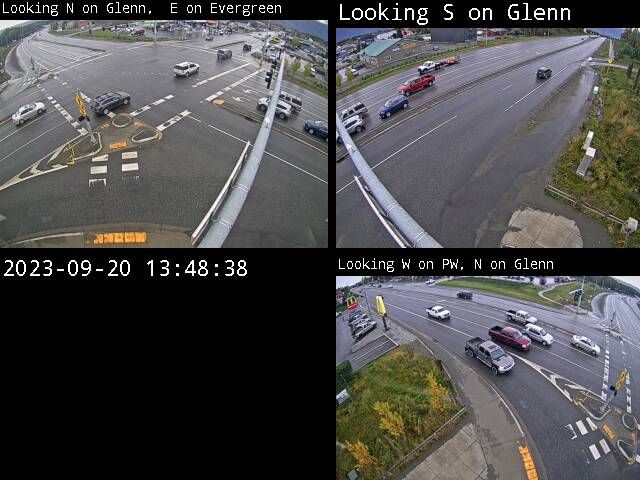 Looking N on Glenn,  E on Evergreen
Looking S on Glenn
2023-09-20 13:48:38
Looking W on PW, N on Glenn